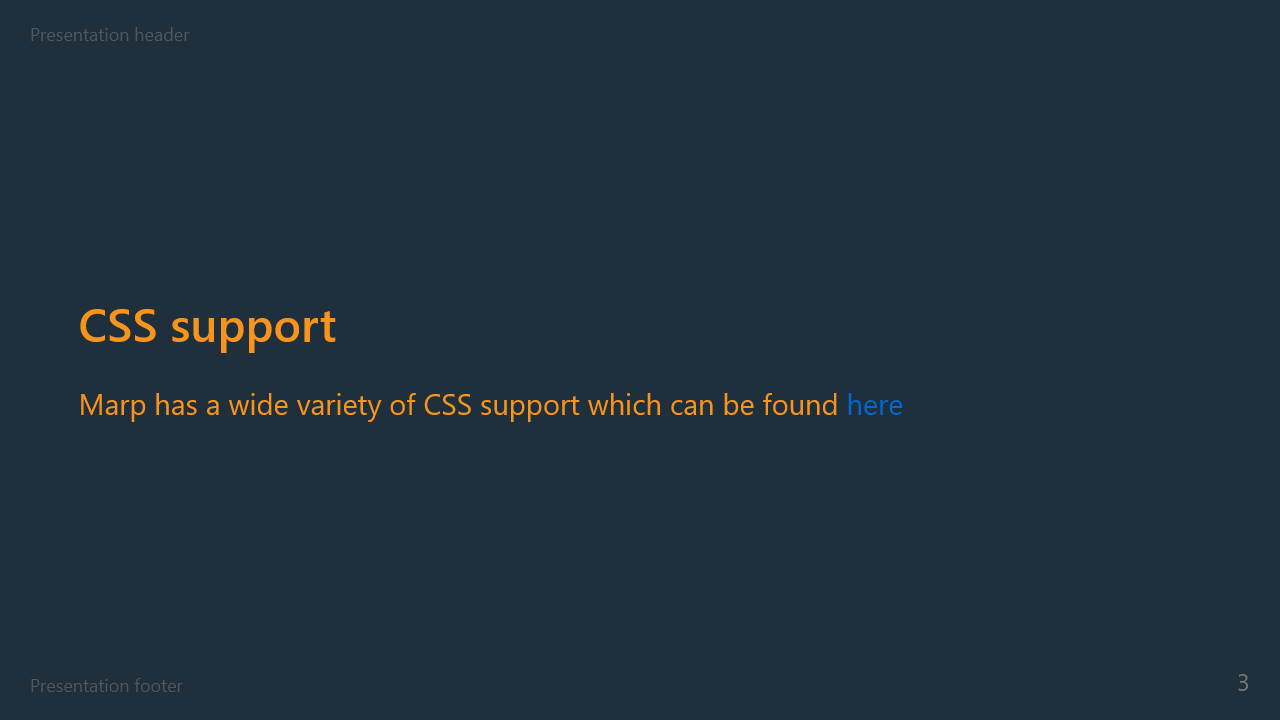 Presentation header
CSS support
Marp has a wide variety of CSS support which can be found here
Presentation footer
3